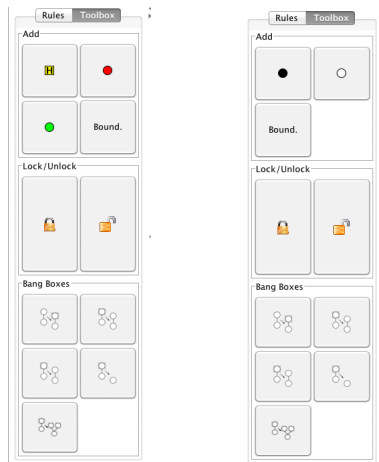 Rules Toolbox
Add
H
Bound.
Lock/Unlock
Bang Boxes
Rules Toolbox
Add
Bound.
Lock/Unlock
Bang Boxes